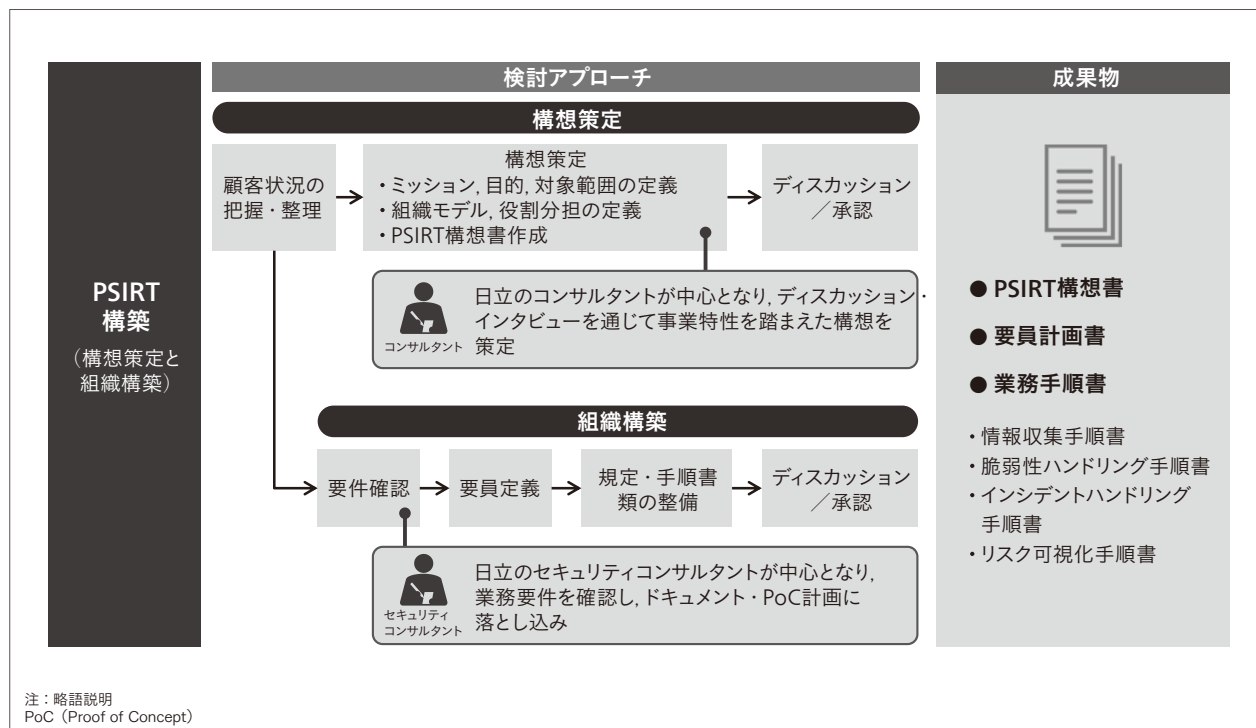 PSIRT
構築
（構想策定と
組織構築）
検討アプローチ
構想策定
顧客状況の
把握・整理
構想策定
・ミッション, 目的, 対象範囲の定義
・組織モデル, 役割分担の定義
・PSIRT構想書作成
ディスカッション
／承認
コンサルタント
日立のコンサルタントが中心となり, ディスカッション・
インタビューを通じて事業特性を踏まえた構想を
策定
組織構築
要件確認
要員定義
規定・手順書
類の整備
ディスカッション
／承認
セキュリティ
コンサルタント
日立のセキュリティコンサルタントが中心となり,
業務要件を確認し, ドキュメント・PoC計画に
落とし込み
成果物
● PSIRT構想書
● 要員計画書
● 業務手順書
・情報収集手順書
・脆弱性ハンドリング手順書
・インシデントハンドリング
手順書
・リスク可視化手順書
注：略語説明
PoC（Proof of Concept）